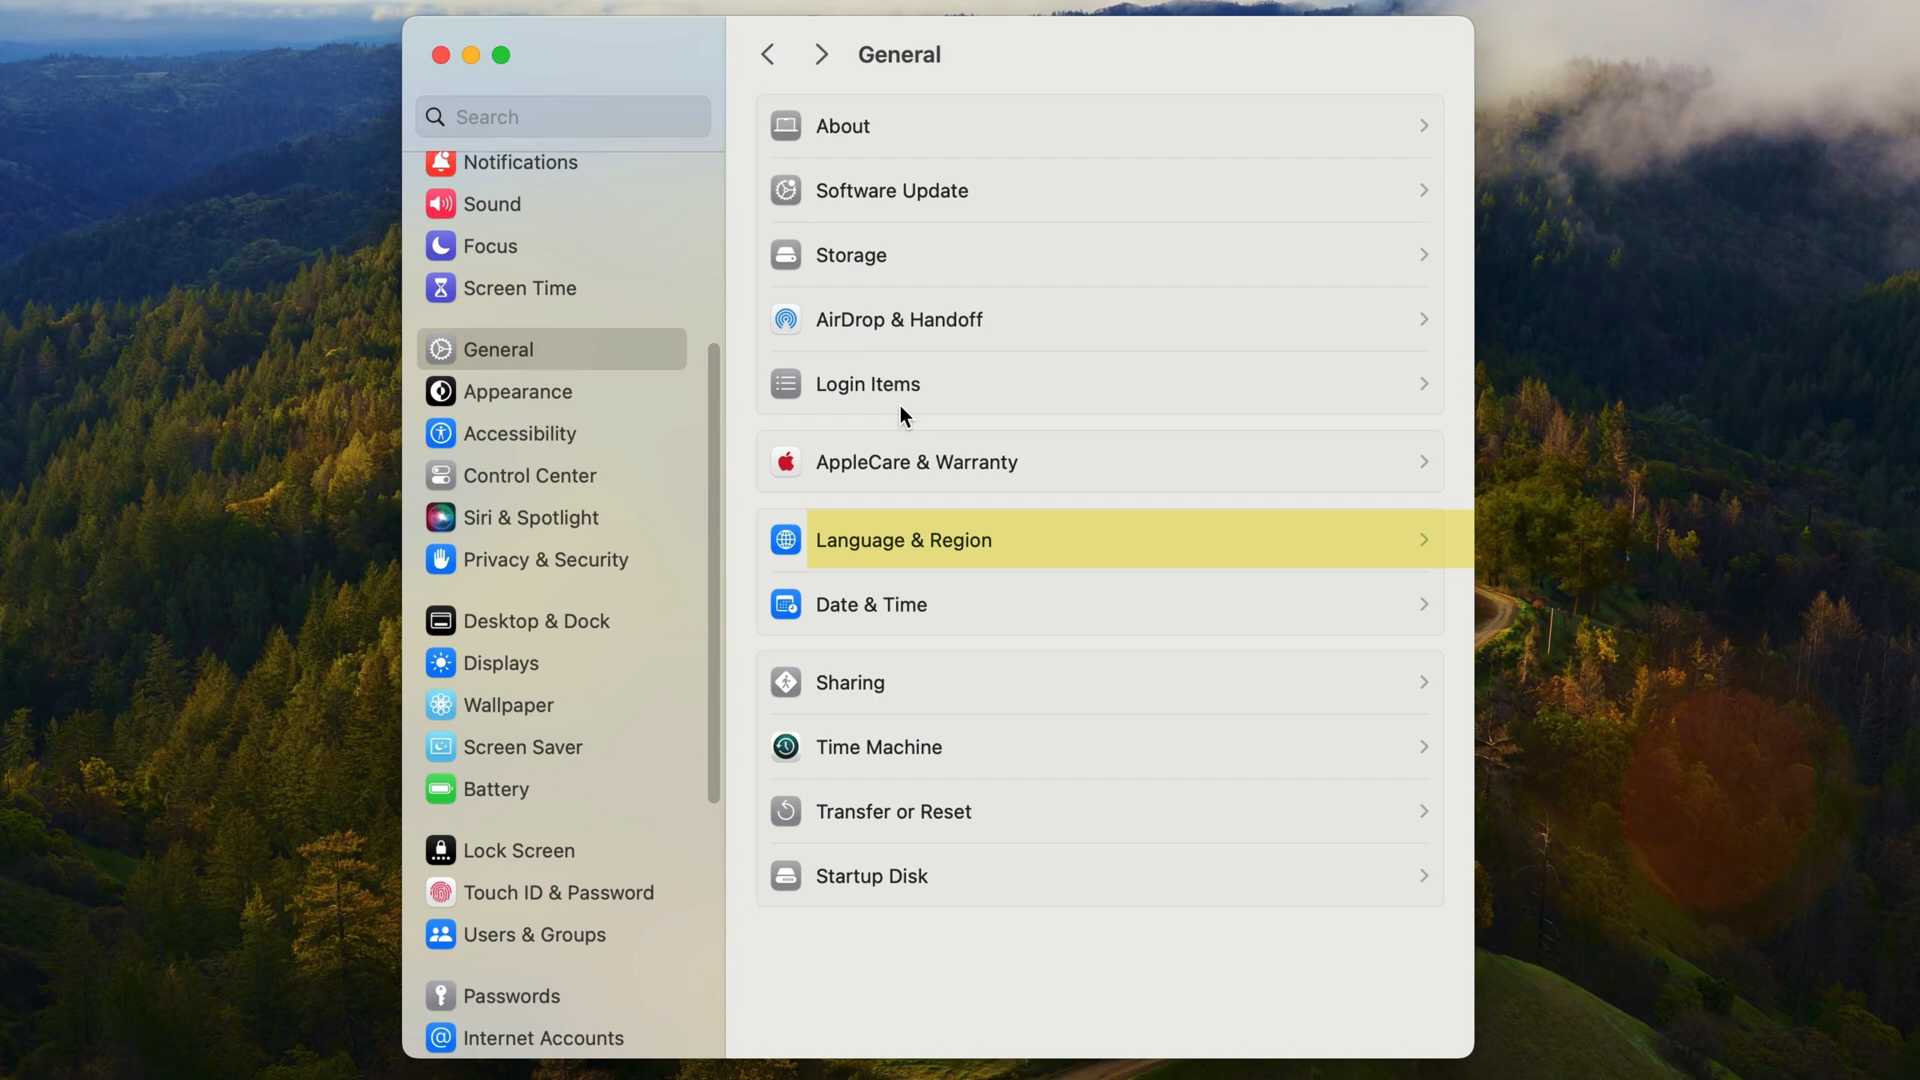 General
Search
Notifications
Sound
Focus
Screen Time
General
Appearance
Accessibility
Control Center
Siri & Spotlight
Privacy & Security
Desktop & Dock
Displays
Wallpaper
Screen Saver
Battery
Lock Screen
Touch ID & Password
Users & Groups
Passwords
Internet Accounts
About
Software Update
Storage
AirDrop & Handoff
Login Items
AppleCare & Warranty
Language & Region
Date & Time
Sharing
Time Machine
Transfer or Reset
Startup Disk